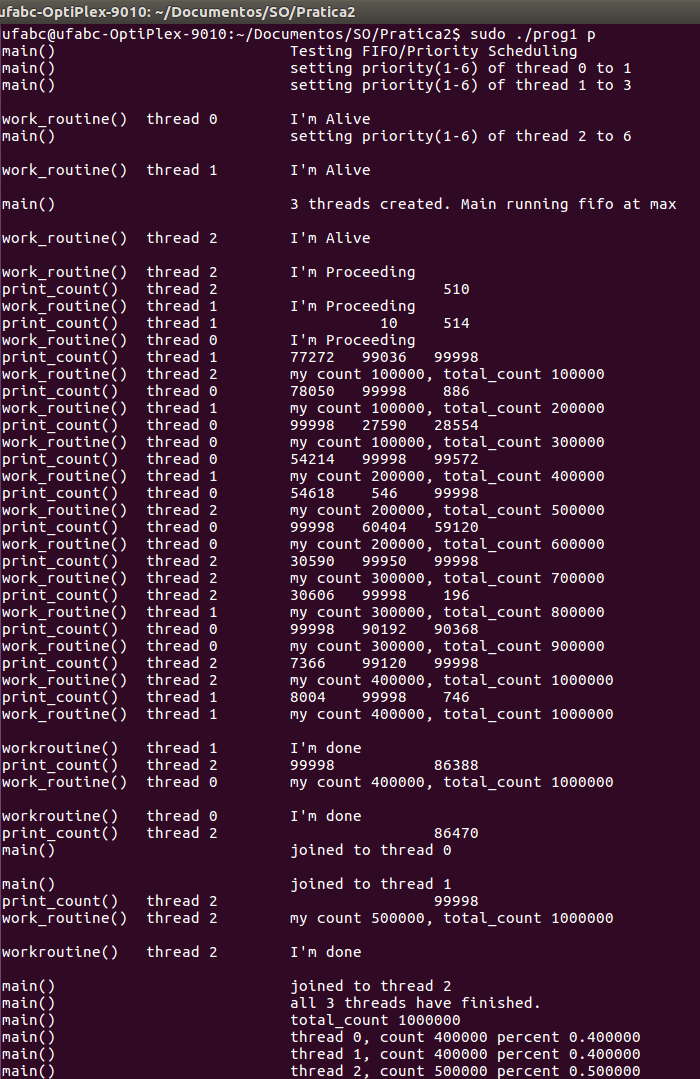 ufabc@ufabc-OptiPlex-9010: ~/Documentos/SO/Pratica2
ufabc@ufabc-OptiPlex-9010:~/Documentos/SO/Pratica2$ sudo ./prog1 p
main() Testing FIFO/Priority Scheduling
main() setting priority(1-6) of thread 0 to 1
main() setting priority(1-6) of thread 1 to 3
work_routine() thread 0 I'm Alive
main() setting priority(1-6) of thread 2 to 6
work_routine() thread 1 I'm Alive
main() 3 threads created. Main running fifo at max
work_routine() thread 2 I'm Alive
work_routine() thread 2 I'm Proceeding
print_count() thread 2 510
work_routine() thread 1 I'm Proceeding
print_count() thread 1 10 514
work_routine() thread 0 I'm Proceeding
print_count() thread 1 77272 99036 99998
work_routine() thread 2 my count 100000, total_count 100000
print_count() thread 0 78050 99998 886
work_routine() thread 1 my count 100000, total_count 200000
print_count() thread 0 99998 27590 28554
work_routine() thread 0 my count 100000, total_count 300000
print_count() thread 0 54214 99998 99572
work_routine() thread 1 my count 200000, total_count 400000
print_count() thread 0 54618 546 99998
work_routine() thread 2 my count 200000, total_count 500000
print_count() thread 0 99998 60404 59120
work_routine() thread 0 my count 200000, total_count 600000
print_count() thread 2 30590 99950 99998
work_routine() thread 2 my count 300000, total_count 700000
print_count() thread 2 30606 99998 196
work_routine() thread 1 my count 300000, total_count 800000
print_count() thread 0 99998 90192 90368
work_routine() thread 0 my count 300000, total_count 900000
print_count() thread 2 7366 99120 99998
work_routine() thread 2 my count 400000, total_count 1000000
print_count() thread 1 8004 99998 746
work_routine() thread 1 my count 400000, total_count 1000000
workroutine() thread 1 I'm done
print_count() thread 2 99998 86388
work_routine() thread 0 my count 400000, total_count 1000000
workroutine() thread 0 I'm done
print_count() thread 2 86470
main() joined to thread 0
main() joined to thread 1
print_count() thread 2 99998
work_routine() thread 2 my count 500000, total_count 1000000
workroutine() thread 2 I'm done
main() joined to thread 2
main() all 3 threads have finished.
main() total_count 1000000
main() thread 0, count 400000 percent 0.400000
main() thread 1, count 400000 percent 0.400000
main() thread 2, count 500000 percent 0.500000